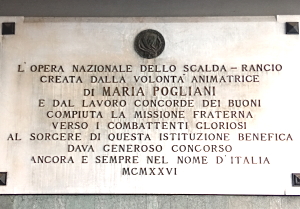 L'OPERA NAZIONALE DELLO SCALDA-RANCIO
CREATA DALLA VOLONTA' ANIMATRICE
DI MARIA POGLIANI
E DAL LAVORO CONCORDE DEI BUONI
COMPIUTA LA MISSIONE FRATERNA
VERSO I COMBATTENTI GLORIOSI
AL SORGERE DI QUESTA ISTITUZIONE BENEFICA
DAVA GENEROSO CONCORSO
ANCORA E SEMPRE NEL NOME D'ITALIA
MCMXXVI